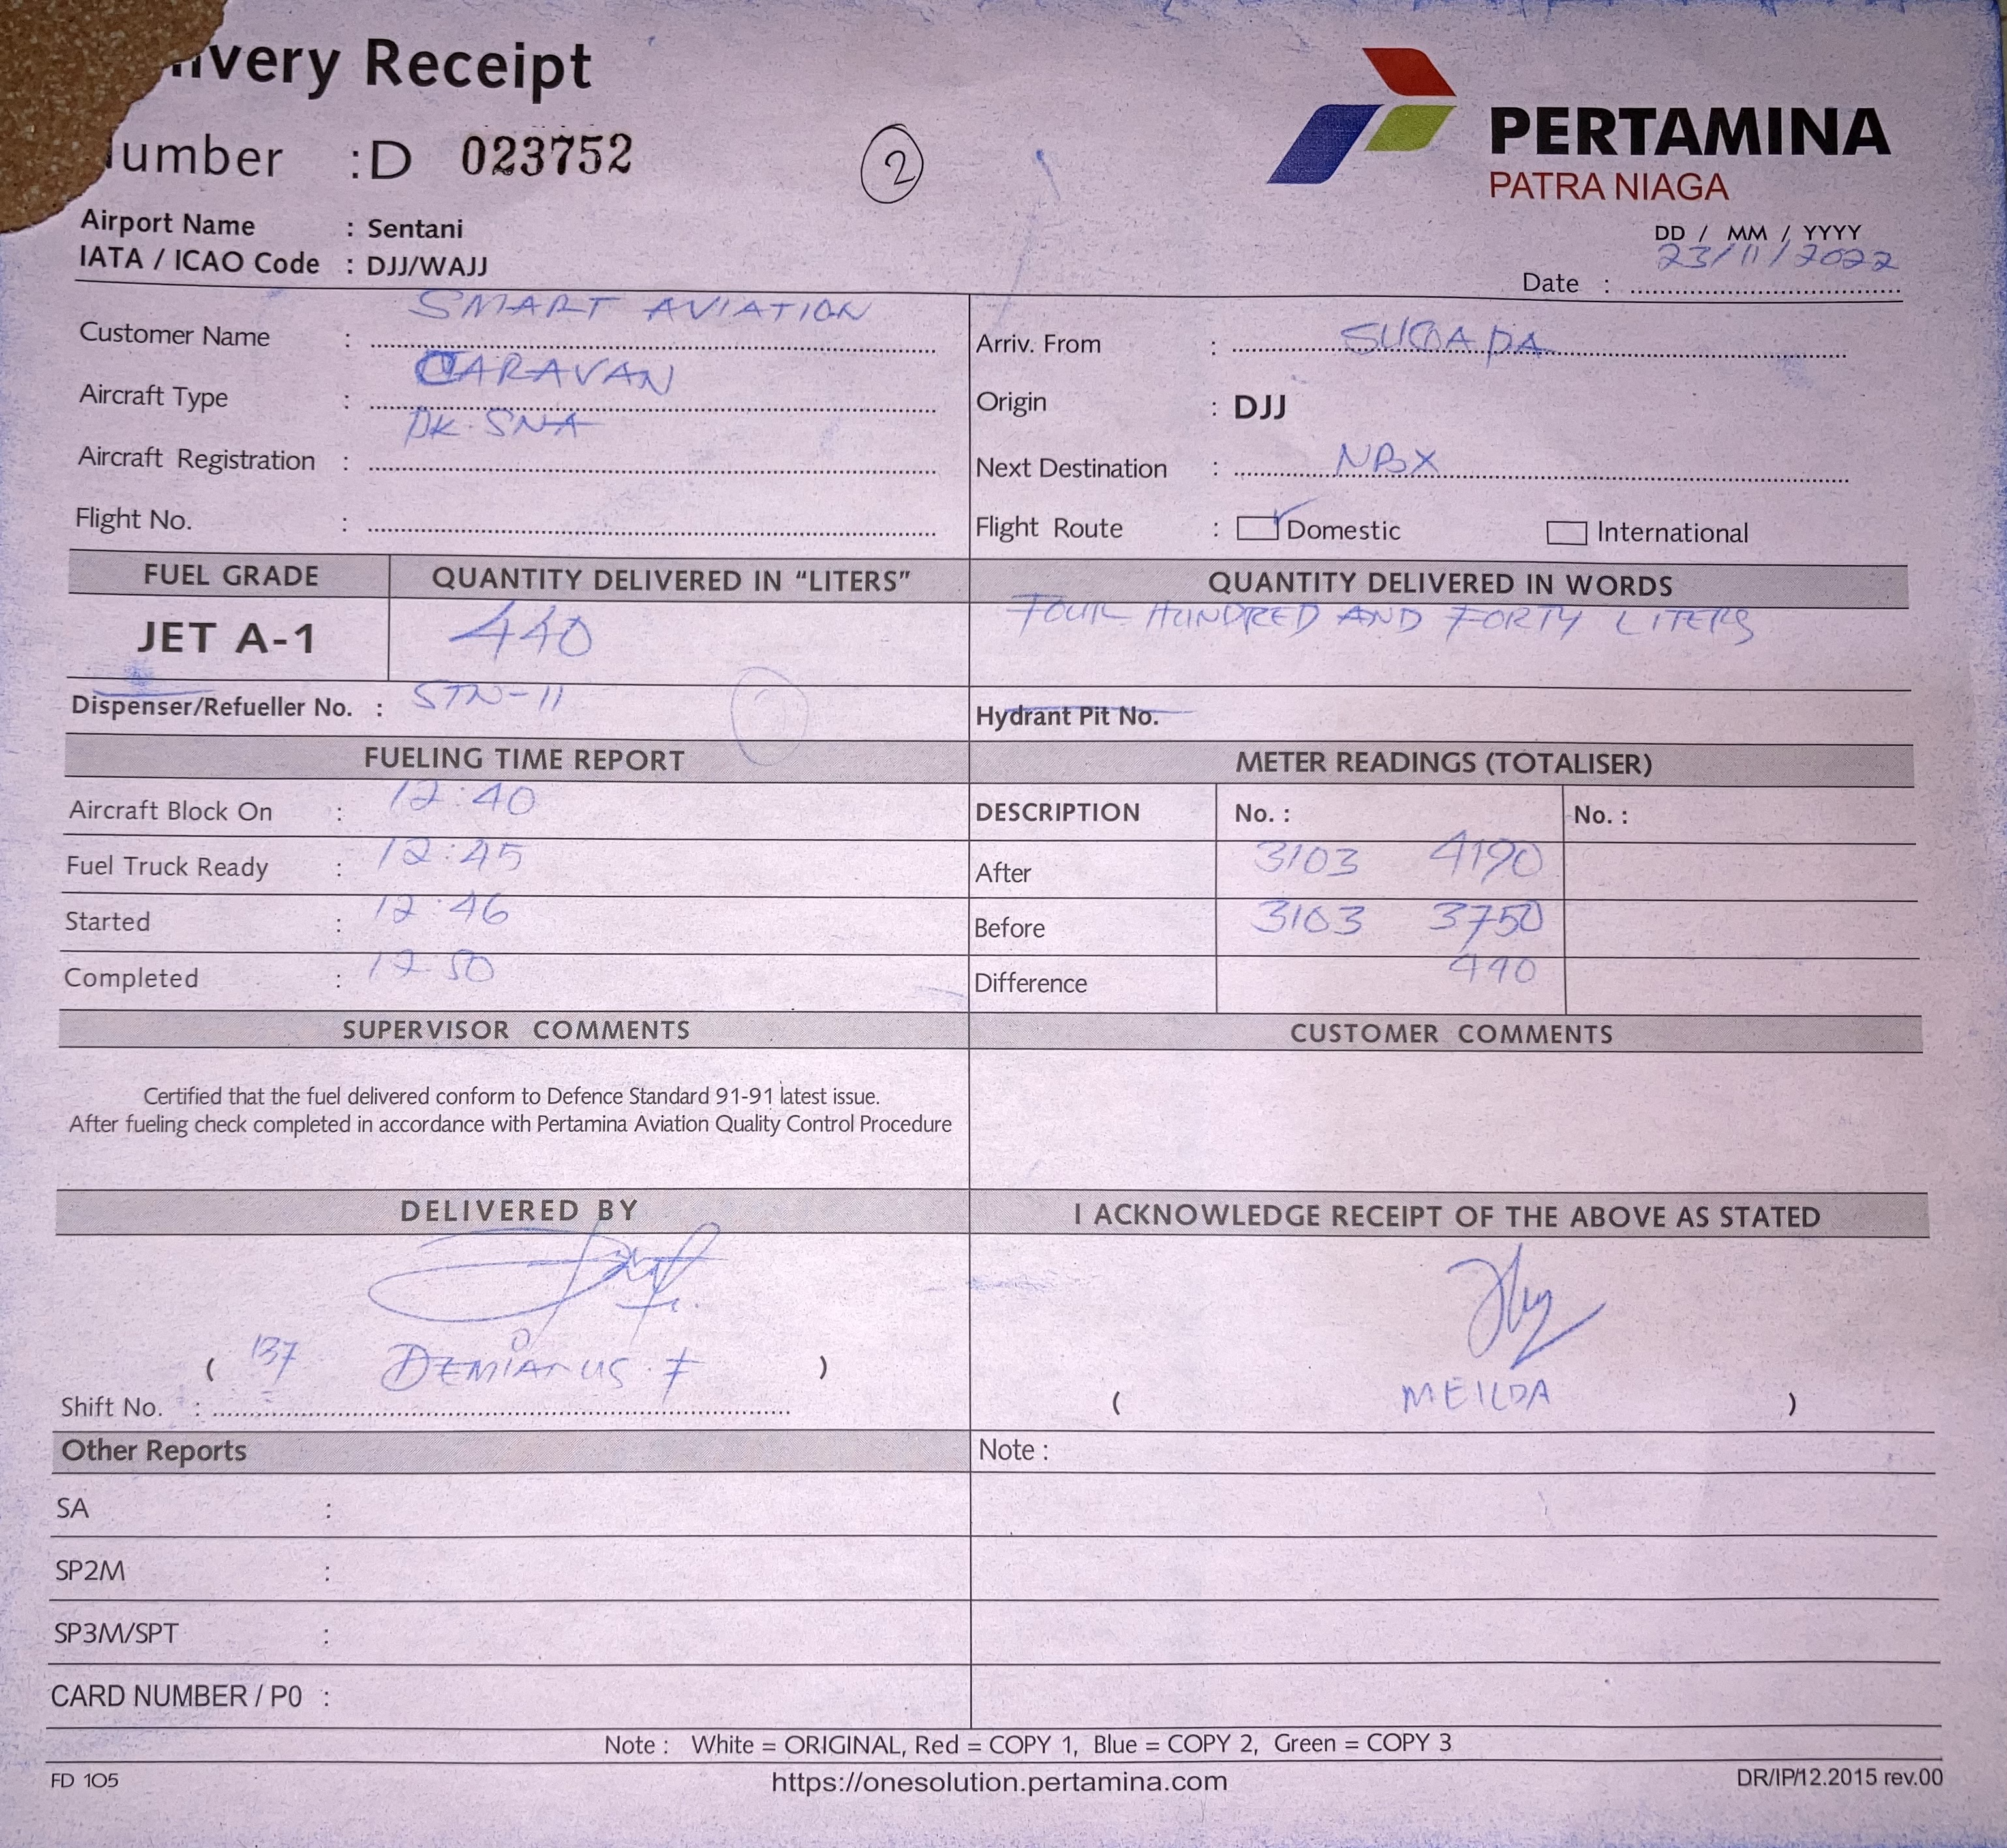 ivery Receipt
umber : D 023752
2
PERTAMINA
PATRA NIAGA
Airport Name : Sentani
IATA / ICAO Code : DJJ/WAJJ
DD / MM / YYYY
Date : 23/11/2022
Customer Name : SMART AVIATION
Aircraft Type : CARAVAN
Aircraft Registration : PK-SNA
Flight No. :
Arriv. From :
Origin : DJJ
Next Destination : NBX
Flight Route : Domestic International
FUEL GRADE QUANTITY DELIVERED IN “LITERS” QUANTITY DELIVERED IN WORDS
JET A-1 440 FOUR HUNDRED AND FORTY LITERS
Dispenser/Refueller No. : STN-11 Hydrant Pit No.
FUELING TIME REPORT
Aircraft Block On : 12:40
Fuel Truck Ready : 12:45
Started : 12:46
Completed : 12 50
METER READINGS (TOTALISER)
DESCRIPTION No. : No. :
After 3103 4190
Before 3103 3750
Difference 440
SUPERVISOR COMMENTS CUSTOMER COMMENTS
Certified that the fuel delivered conform to Defence Standard 91-91 latest issue.
After fueling check completed in accordance with Pertamina Aviation Quality Control Procedure
DELIVERED BY
( 137 DEMIANUS. F )
Shift No. :
I ACKNOWLEDGE RECEIPT OF THE ABOVE AS STATED
( MEILDA )
Other Reports Note :
SA :
SP2M :
SP3M/SPT :
CARD NUMBER / P0 :
Note : White = ORIGINAL, Red = COPY 1, Blue = COPY 2, Green = COPY 3
FD 105 https://onesolution.pertamina.com DR/IP/12.2015 rev.00